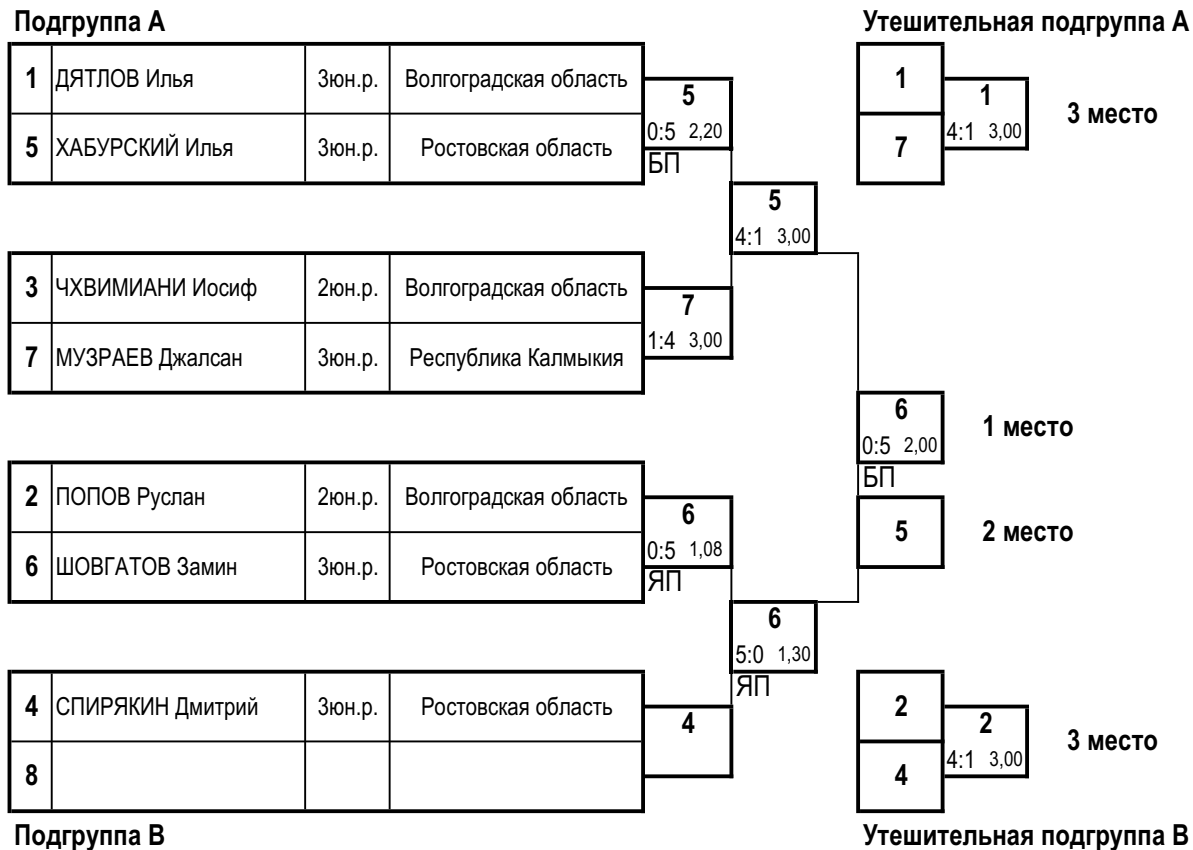 Подгруппа А Утешительная подгруппа А
1 ДЯТЛОВ Илья 3юн.р. Волгоградская область 1
5 1 3 место
0:5 2,20 4:1 3,00
5 ХАБУРСКИЙ Илья 3юн.р. Ростовская область 7
БП
5
4:1 3,00
3 ЧХВИМИАНИ Иосиф 2юн.р. Волгоградская область
7
1:4 3,00
7 МУЗРАЕВ Джалсан 3юн.р. Республика Калмыкия
6 1 место
0:5 2,00
БП
2 ПОПОВ Руслан 2юн.р. Волгоградская область
6 5 2 место
0:5 1,08
6 ШОВГАТОВ Замин 3юн.р. Ростовская область
ЯП
6
5:0 1,30
ЯП
4 СПИРЯКИН Дмитрий 3юн.р. Ростовская область 2
4 2 3 место
4:1 3,00
8 4
Подгруппа В Утешительная подгруппа В